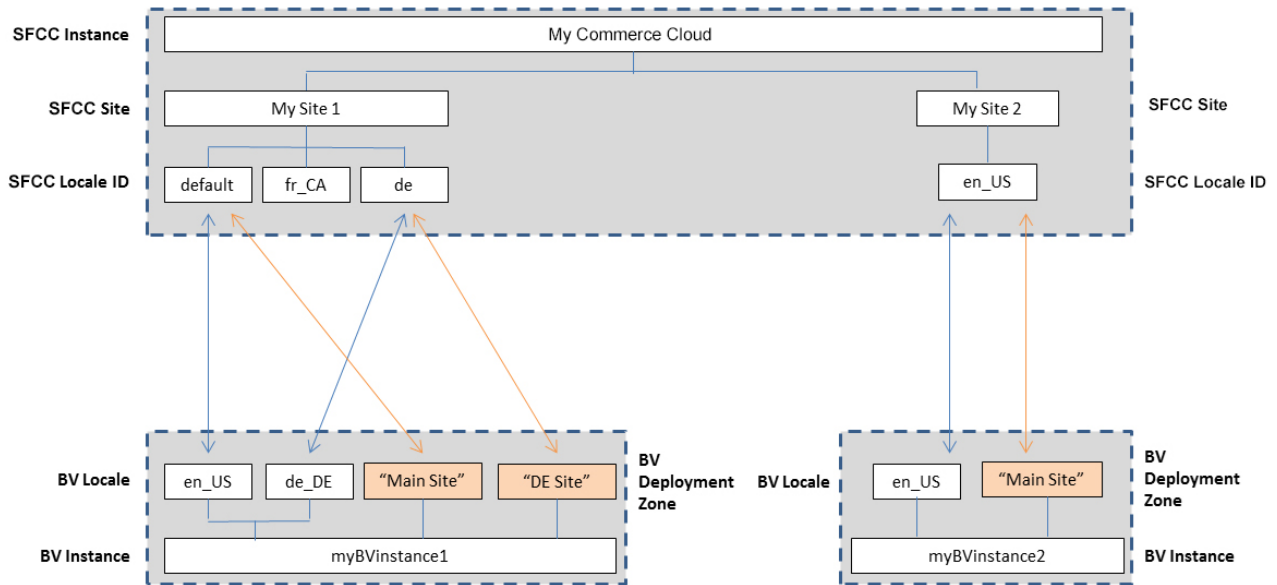 SFCC Instance
My Commerce Cloud
SFCC Site
My Site 1
My Site 2
SFCC Site
SFCC Locale ID
default
fr_CA
de
en_US
SFCC Locale ID
BV Locale
en_US
de_DE
“Main Site”
“DE Site”
BV
Deployment
Zone
BV Locale
en_US
“Main Site”
BV
Deployment
Zone
BV Instance
myBVinstance1
myBVinstance2
BV Instance